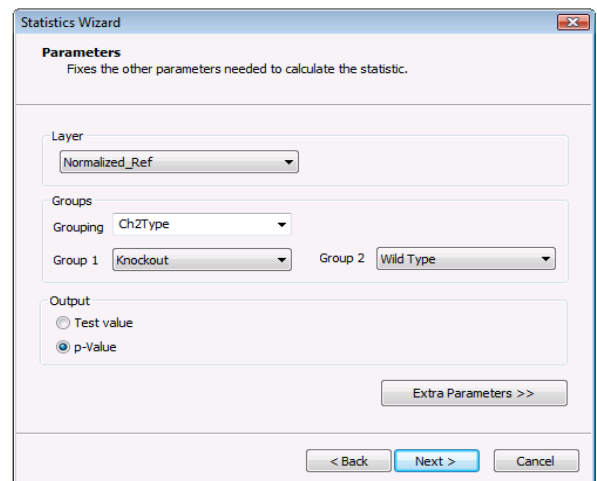 Statistics Wizard
Parameters
Fixes the other parameters needed to calculate the statistic.
Layer
Normalized_Ref
Groups
Grouping Ch2Type
Group 1 Knockout Group 2 Wild Type
Output
Test value
p-Value
Extra Parameters >>
< Back Next > Cancel